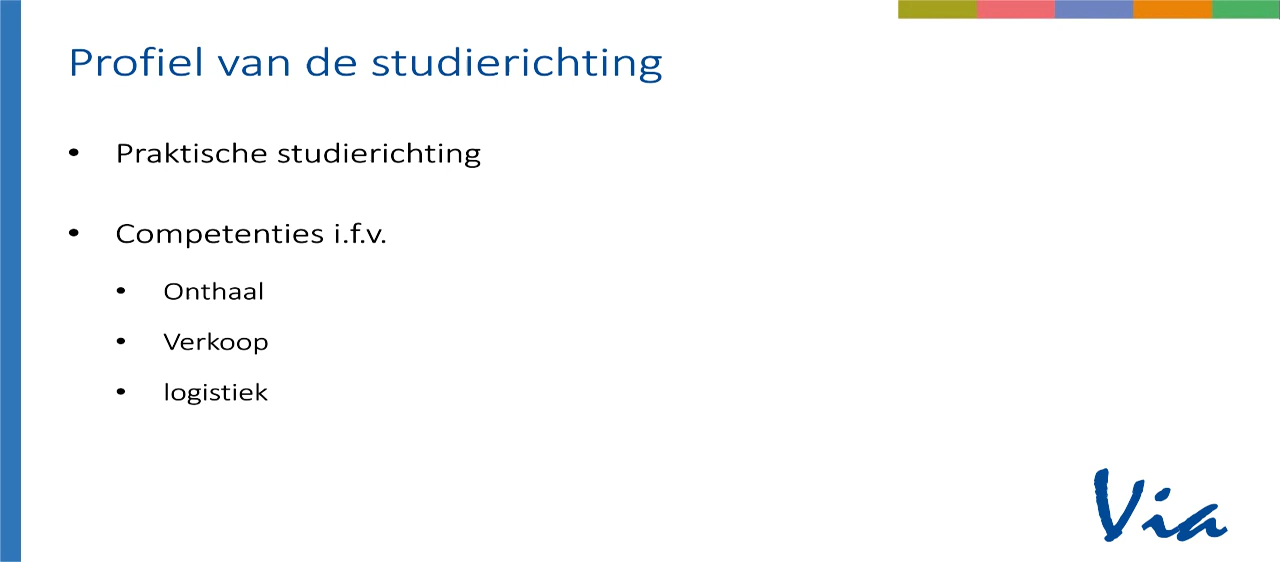 Profiel van de studierichting
• Praktische studierichting
• Competenties i.f.v.
• Onthaal
• Verkoop
• logistiek
Via